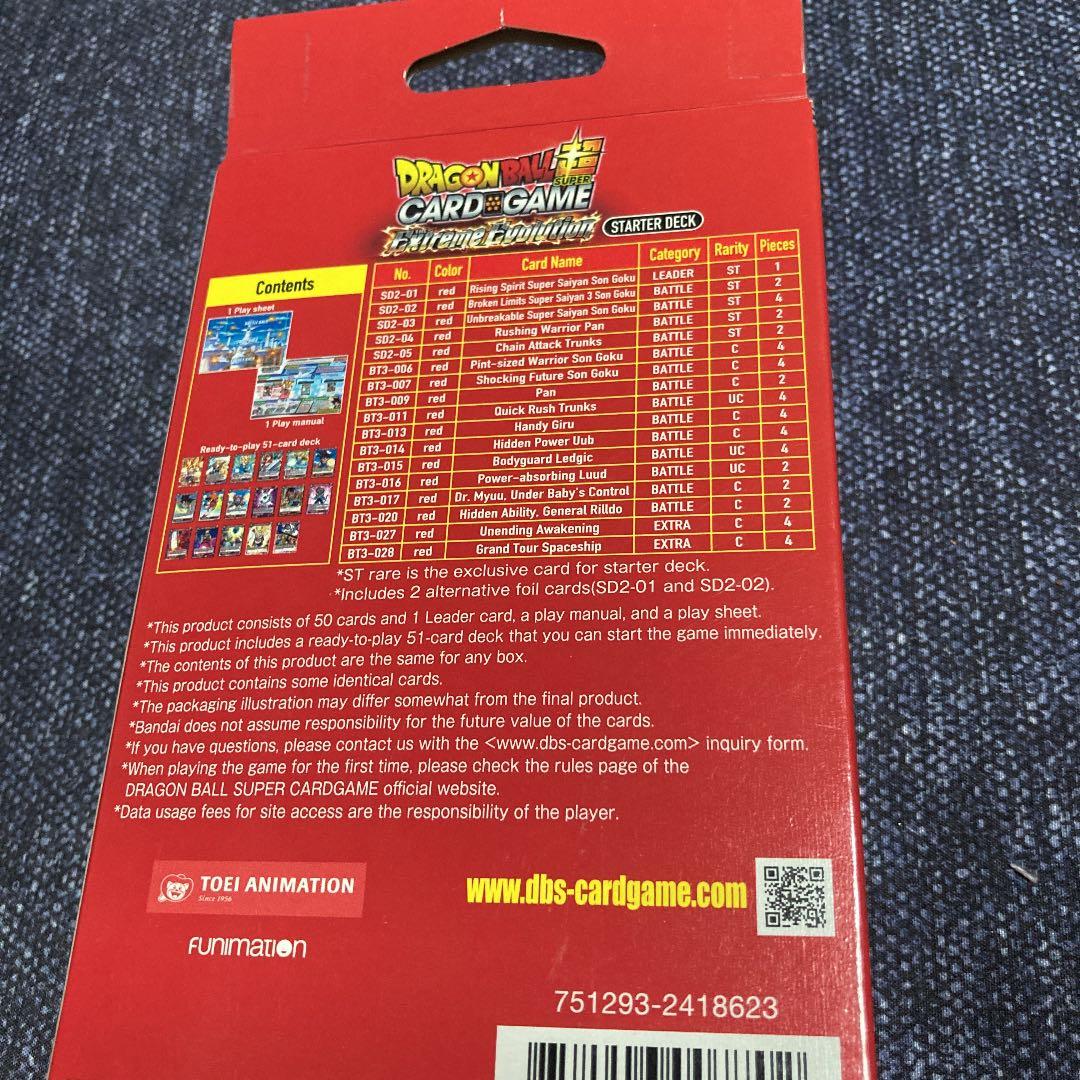 DRAGON BALL超
SUPER
CARD GAME
Extreme Evolution STARTER DECK
Contents
1 Play sheet
1 Play manual
Ready-to-play 51-card deck
No. Color Card Name Category Rarity Pieces
SD2-01 red Rising Spirit Super Saiyan Son Goku LEADER ST 1
SD2-02 red Broken Limits Super Saiyan 3 Son Goku BATTLE ST 2
SD2-03 red Unbreakable Super Saiyan Son Goku BATTLE ST 4
SD2-04 red Rushing Warrior Pan BATTLE ST 2
SD2-05 red Chain Attack Trunks BATTLE ST 2
BT3-006 red Pint-sized Warrior Son Goku BATTLE C 4
BT3-007 red Shocking Future Son Goku BATTLE C 4
BT3-009 red Pan BATTLE C 2
BT3-011 red Quick Rush Trunks BATTLE UC 4
BT3-013 red Handy Giru BATTLE C 4
BT3-014 red Hidden Power Uub BATTLE C 4
BT3-015 red Bodyguard Ledgic BATTLE UC 4
BT3-016 red Power-absorbing Luud BATTLE UC 2
BT3-017 red Dr. Myuu, Under Baby's Control BATTLE C 2
BT3-020 red Hidden Ability, General Rilldo BATTLE C 2
BT3-027 red Unending Awakening EXTRA C 4
BT3-028 red Grand Tour Spaceship EXTRA C 4
*ST rare is the exclusive card for starter deck.
*Includes 2 alternative foil cards(SD2-01 and SD2-02).
*This product consists of 50 cards and 1 Leader card, a play manual, and a play sheet.
*This product includes a ready-to-play 51-card deck that you can start the game immediately.
*The contents of this product are the same for any box.
*This product contains some identical cards.
*The packaging illustration may differ somewhat from the final product.
*Bandai does not assume responsibility for the future value of the cards.
*If you have questions, please contact us with the <www.dbs-cardgame.com> inquiry form.
*When playing the game for the first time, please check the rules page of the
DRAGON BALL SUPER CARDGAME official website.
*Data usage fees for site access are the responsibility of the player.
TOEI ANIMATION
Since 1956
www.dbs-cardgame.com
FUNIMATION
751293-2418623